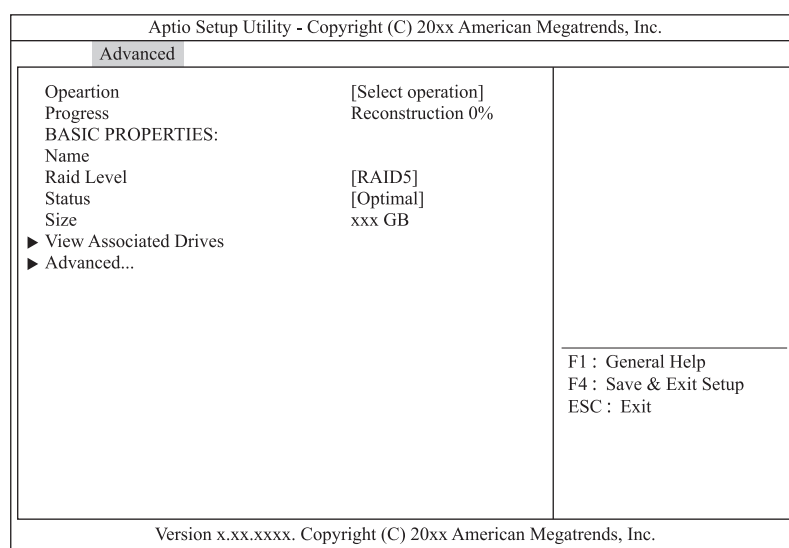 Aptio Setup Utility - Copyright (C) 20xx American Megatrends, Inc.
Advanced
Opeartion [Select operation]
Progress Reconstruction 0%
BASIC PROPERTIES:
Name
Raid Level [RAID5]
Status [Optimal]
Size xxx GB
▶ View Associated Drives
▶ Advanced...
F1 : General Help
F4 : Save & Exit Setup
ESC : Exit
Version x.xx.xxxx. Copyright (C) 20xx American Megatrends, Inc.